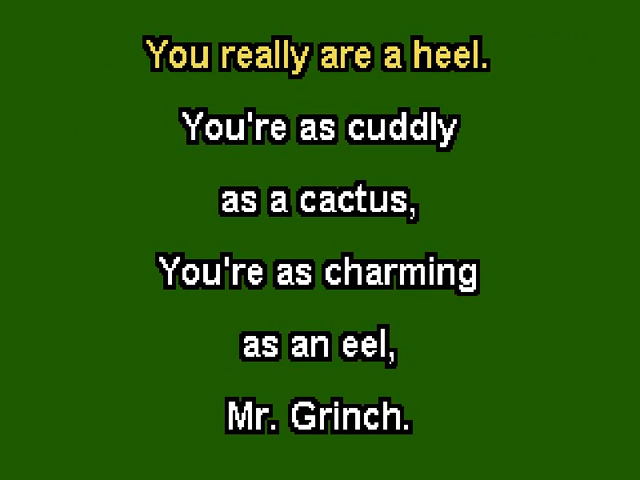 You really are a heel.
You're as cuddly
as a cactus,
You're as charming
as an eel,
Mr. Grinch.